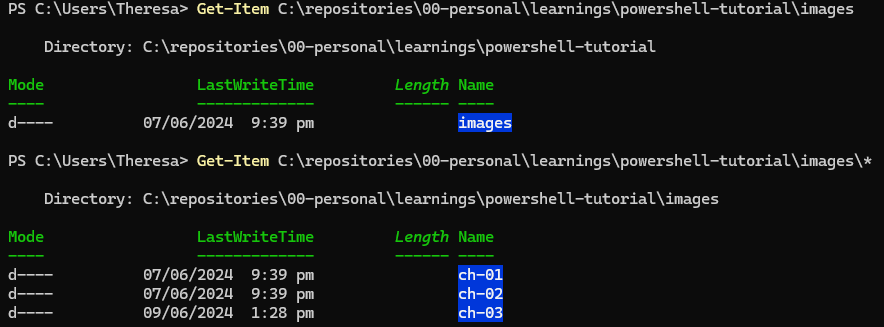 PS C:\Users\Theresa> Get-Item C:\repositories\00-personal\learnings\powershell-tutorial\images
Directory: C:\repositories\00-personal\learnings\powershell-tutorial
Mode LastWriteTime Length Name
---- ------------- ------ ----
d---- 07/06/2024 9:39 pm images
PS C:\Users\Theresa> Get-Item C:\repositories\00-personal\learnings\powershell-tutorial\images\*
Directory: C:\repositories\00-personal\learnings\powershell-tutorial\images
Mode LastWriteTime Length Name
---- ------------- ------ ----
d---- 07/06/2024 9:39 pm ch-01
d---- 07/06/2024 9:39 pm ch-02
d---- 09/06/2024 1:28 pm ch-03